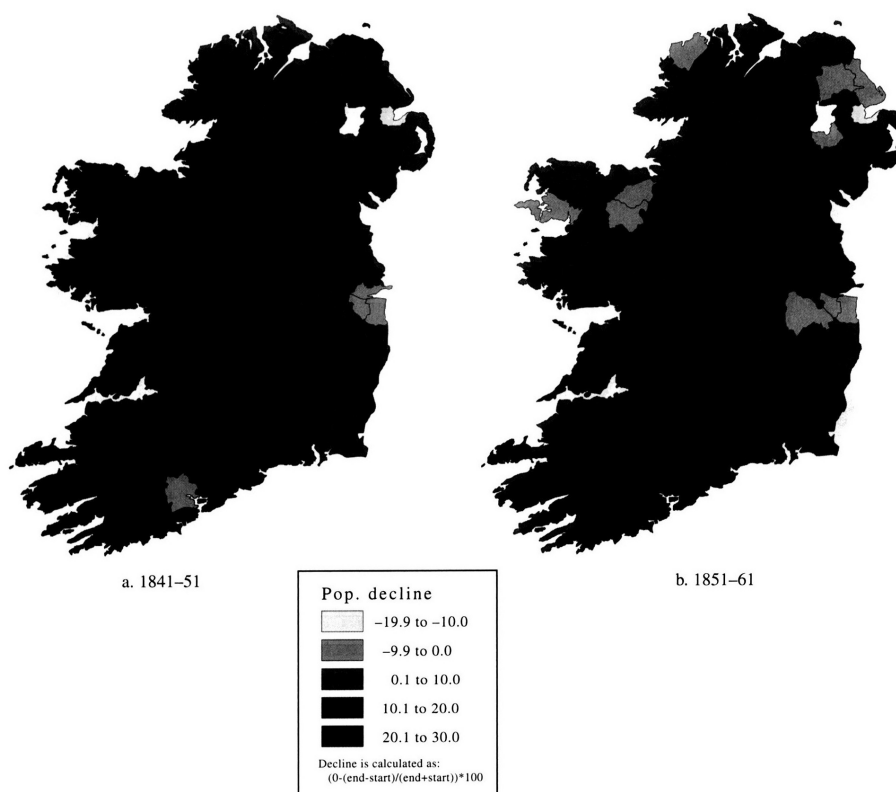 a. 1841–51
b. 1851–61
Pop. decline
–19.9 to –10.0
–9.9 to 0.0
0.1 to 10.0
10.1 to 20.0
20.1 to 30.0
Decline is calculated as:
(0-(end-start)/(end+start))*100